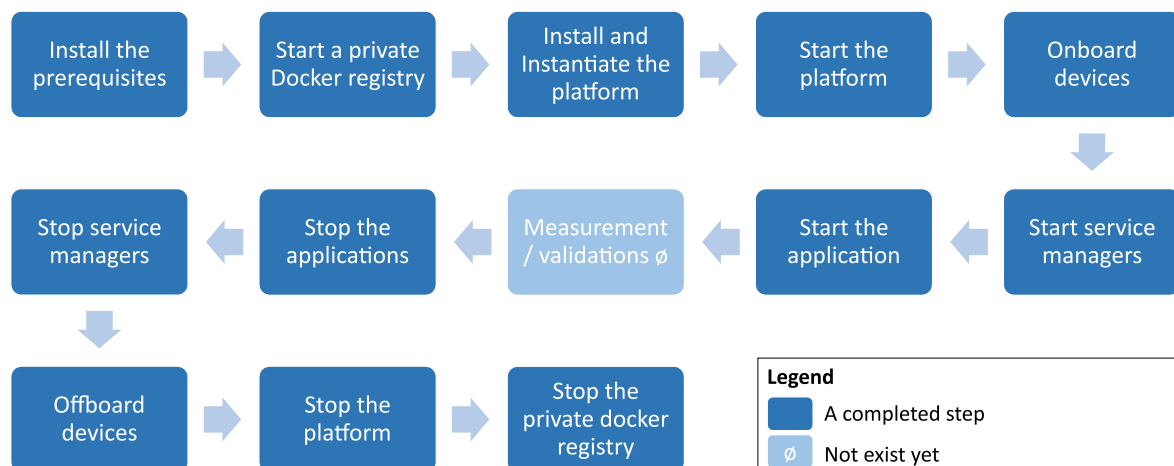 Install the
prerequisites
Start a private
Docker registry
Install and
Instantiate the
platform
Start the
platform
Onboard
devices
Start service
managers
Start the
application
Measurement
/ validations ø
Stop the
applications
Stop service
managers
Offboard
devices
Stop the
platform
Stop the
private docker
registry
Legend
A completed step
ø Not exist yet